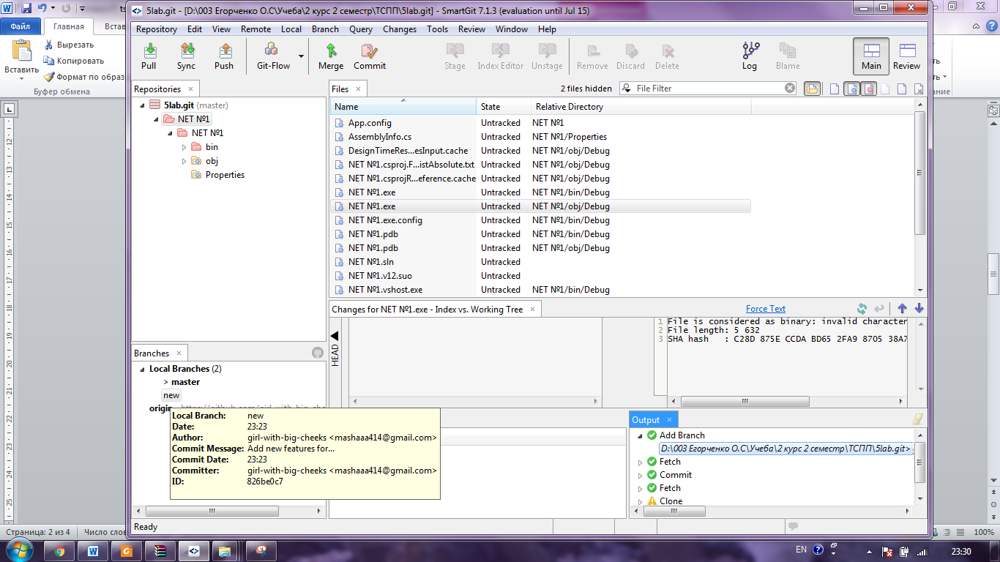 5lab.git - [D:\003 Егорченко О.С\Учеба\2 курс 2 семестр\ТСПП\5lab.git] - SmartGit 7.1.3 (evaluation until Jul 15)
Файл Главная
Вырезать
Копировать
Формат по образ
Вставить
Буфер обмена
Repository Edit View Remote Local Branch Query Changes Tools Review Window Help
Pull Sync Push Git-Flow Merge Commit Stage Index Editor Unstage Remove Discard Delete Log Blame Main Review
Repositories
5lab.git (master)
NET №1
NET №1
bin
obj
Properties
Files 2 files hidden File Filter
Name State Relative Directory
App.config Untracked NET №1
AssemblyInfo.cs Untracked NET №1/Properties
DesignTimeRes...esInput.cache Untracked NET №1/obj/Debug
NET №1.csproj.F...istAbsolute.txt Untracked NET №1/obj/Debug
NET №1.csprojR...eference.cache Untracked NET №1/obj/Debug
NET №1.exe Untracked NET №1/bin/Debug
NET №1.exe Untracked NET №1/obj/Debug
NET №1.exe.config Untracked NET №1/bin/Debug
NET №1.pdb Untracked NET №1/bin/Debug
NET №1.pdb Untracked NET №1/obj/Debug
NET №1.sln Untracked
NET №1.v12.suo Untracked
NET №1.vshost.exe Untracked NET №1/bin/Debug
Changes for NET №1.exe - Index vs. Working Tree Force Text
HEAD
1 File is considered as binary: invalid character
2 File length: 5 632
3 SHA hash : C28D 875E CCDA BD65 2FA9 8705 38A7
Branches
Local Branches (2)
> master
new
origin
Local Branch: new
Date: 23:23
Author: girl-with-big-cheeks <mashaaa414@gmail.com>
Commit Message: Add new features for...
Commit Date: 23:23
Committer: girl-with-big-cheeks <mashaaa414@gmail.com>
ID: 826be0c7
Output
Add Branch
D:\003 Егорченко О.С\Учеба\2 курс 2 семестр\ТСПП\5lab.git>
Fetch
Commit
Fetch
Clone
Ready
Страница: 2 из 4 Число слов
100%
EN 23:30